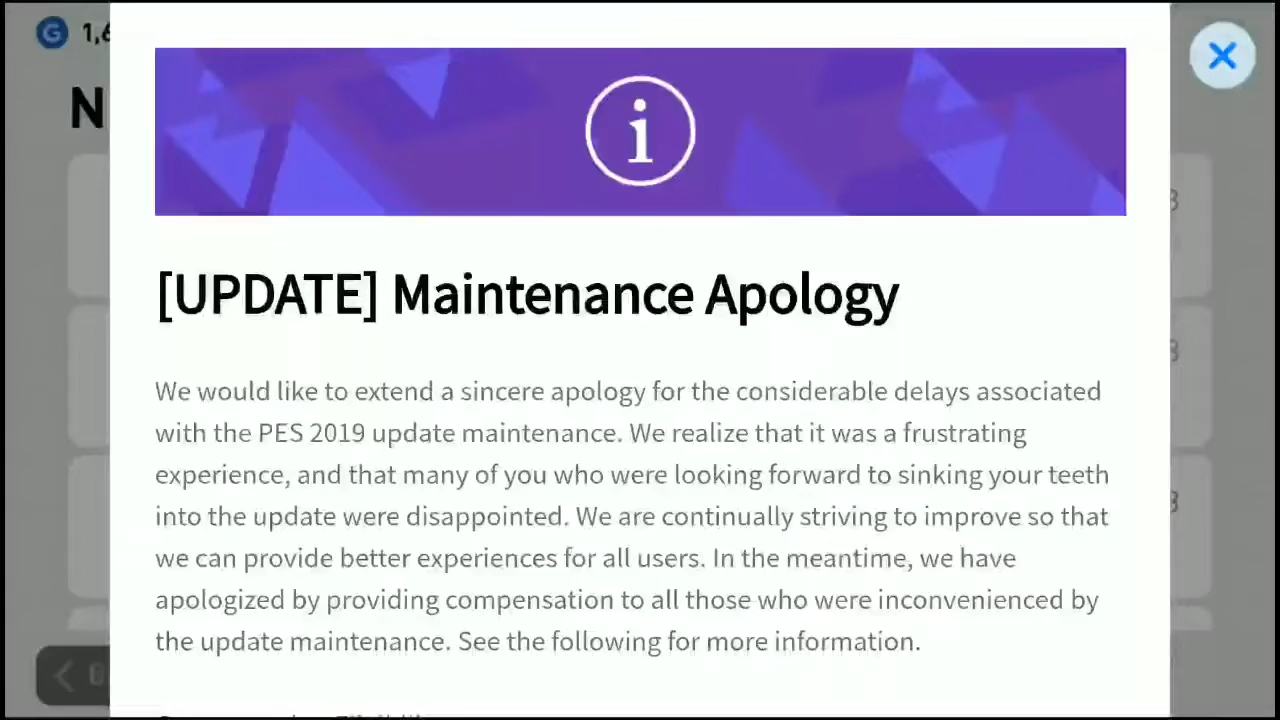 [UPDATE] Maintenance Apology
We would like to extend a sincere apology for the considerable delays associated
with the PES 2019 update maintenance. We realize that it was a frustrating
experience, and that many of you who were looking forward to sinking your teeth
into the update were disappointed. We are continually striving to improve so that
we can provide better experiences for all users. In the meantime, we have
apologized by providing compensation to all those who were inconvenienced by
the update maintenance. See the following for more information.